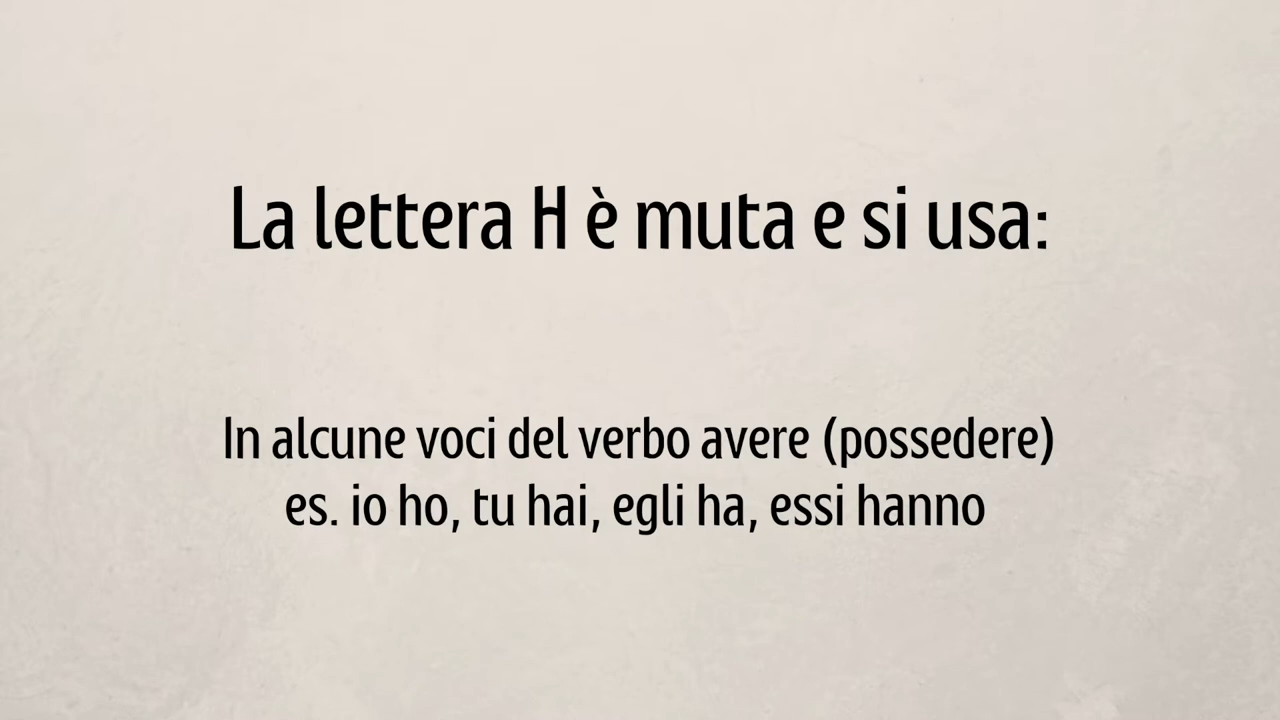 La lettera H è muta e si usa:
In alcune voci del verbo avere (possedere)
es. io ho, tu hai, egli ha, essi hanno